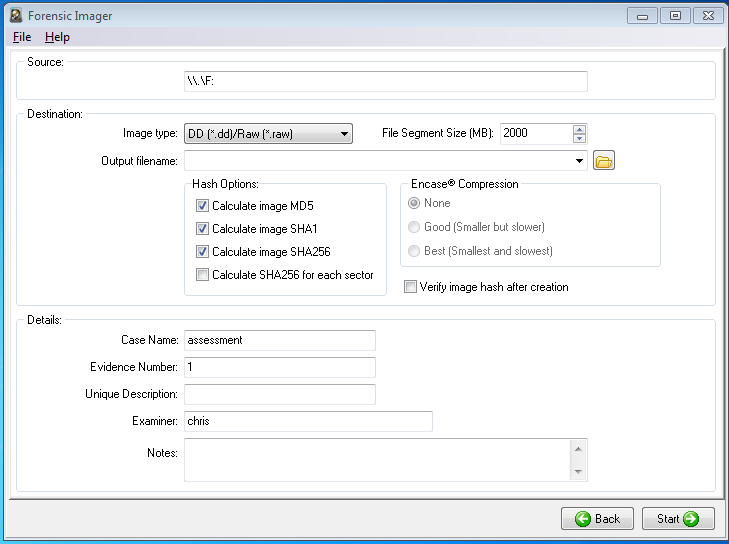 Forensic Imager
File Help
Source:
\\.\F:
Destination:
Image type: DD (*.dd)/Raw (*.raw) File Segment Size (MB): 2000
Output filename:
Hash Options: Encase® Compression
Calculate image MD5 None
Calculate image SHA1 Good (Smaller but slower)
Calculate image SHA256 Best (Smallest and slowest)
Calculate SHA256 for each sector
Verify image hash after creation
Details:
Case Name: assessment
Evidence Number: 1
Unique Description:
Examiner: chris
Notes:
Back Start